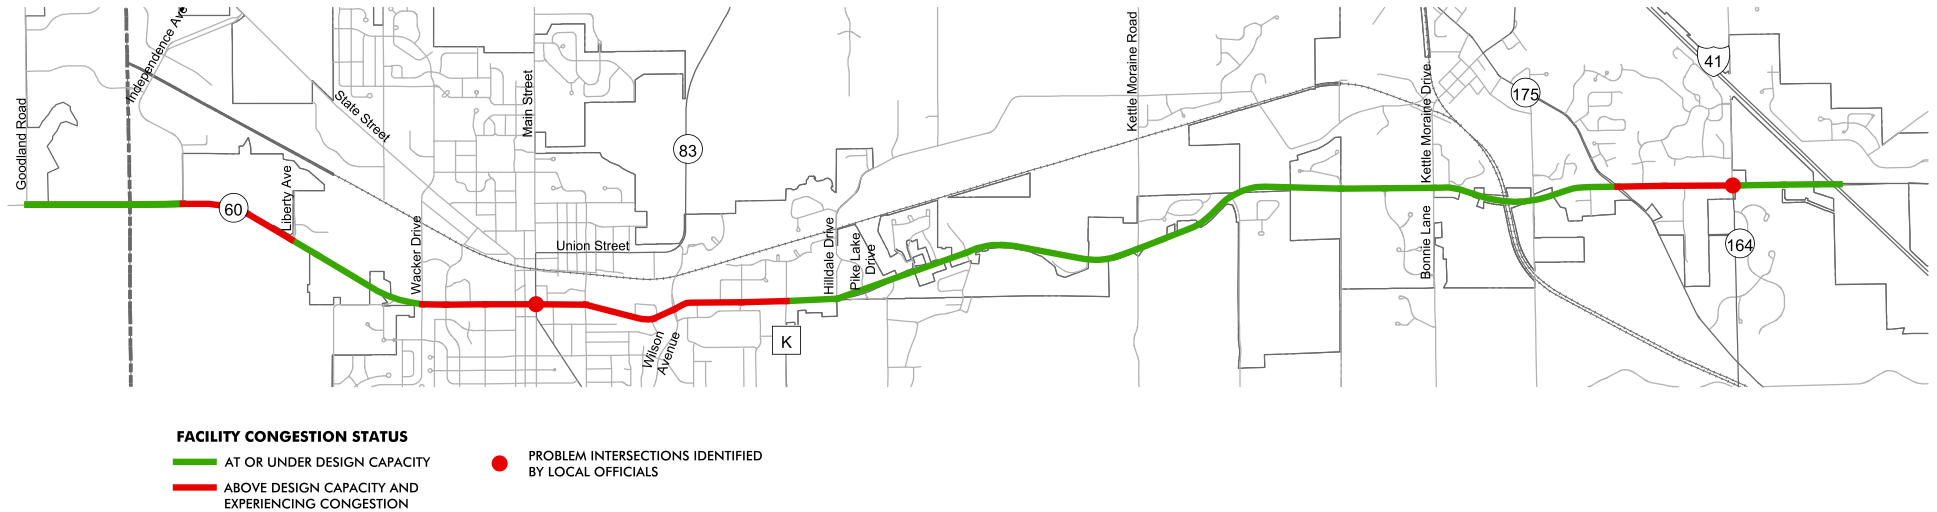 Goodland Road
Independence Ave
State Street
Main Street
83
Kettle Moraine Road
Kettle Moraine Drive
175
41
60
Liberty Ave
Wacker Drive
Union Street
Hilldale Drive
Pike Lake
Drive
Bonnie Lane
164
Wilson
Avenue
K
FACILITY CONGESTION STATUS
AT OR UNDER DESIGN CAPACITY
ABOVE DESIGN CAPACITY AND
EXPERIENCING CONGESTION
PROBLEM INTERSECTIONS IDENTIFIED
BY LOCAL OFFICIALS